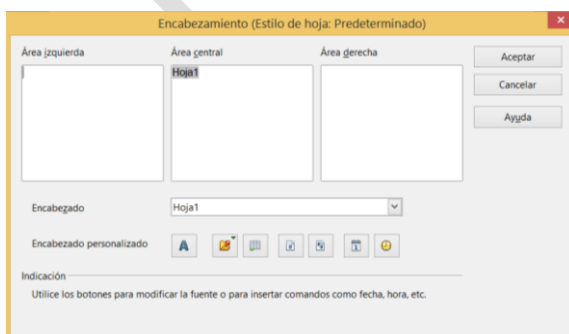 Encabezamiento (Estilo de hoja: Predeterminado)
Área izquierda Área central Área derecha
Hoja1
Aceptar
Cancelar
Ayuda
Encabezado Hoja1
Encabezado personalizado
Indicación
Utilice los botones para modificar la fuente o para insertar comandos como fecha, hora, etc.